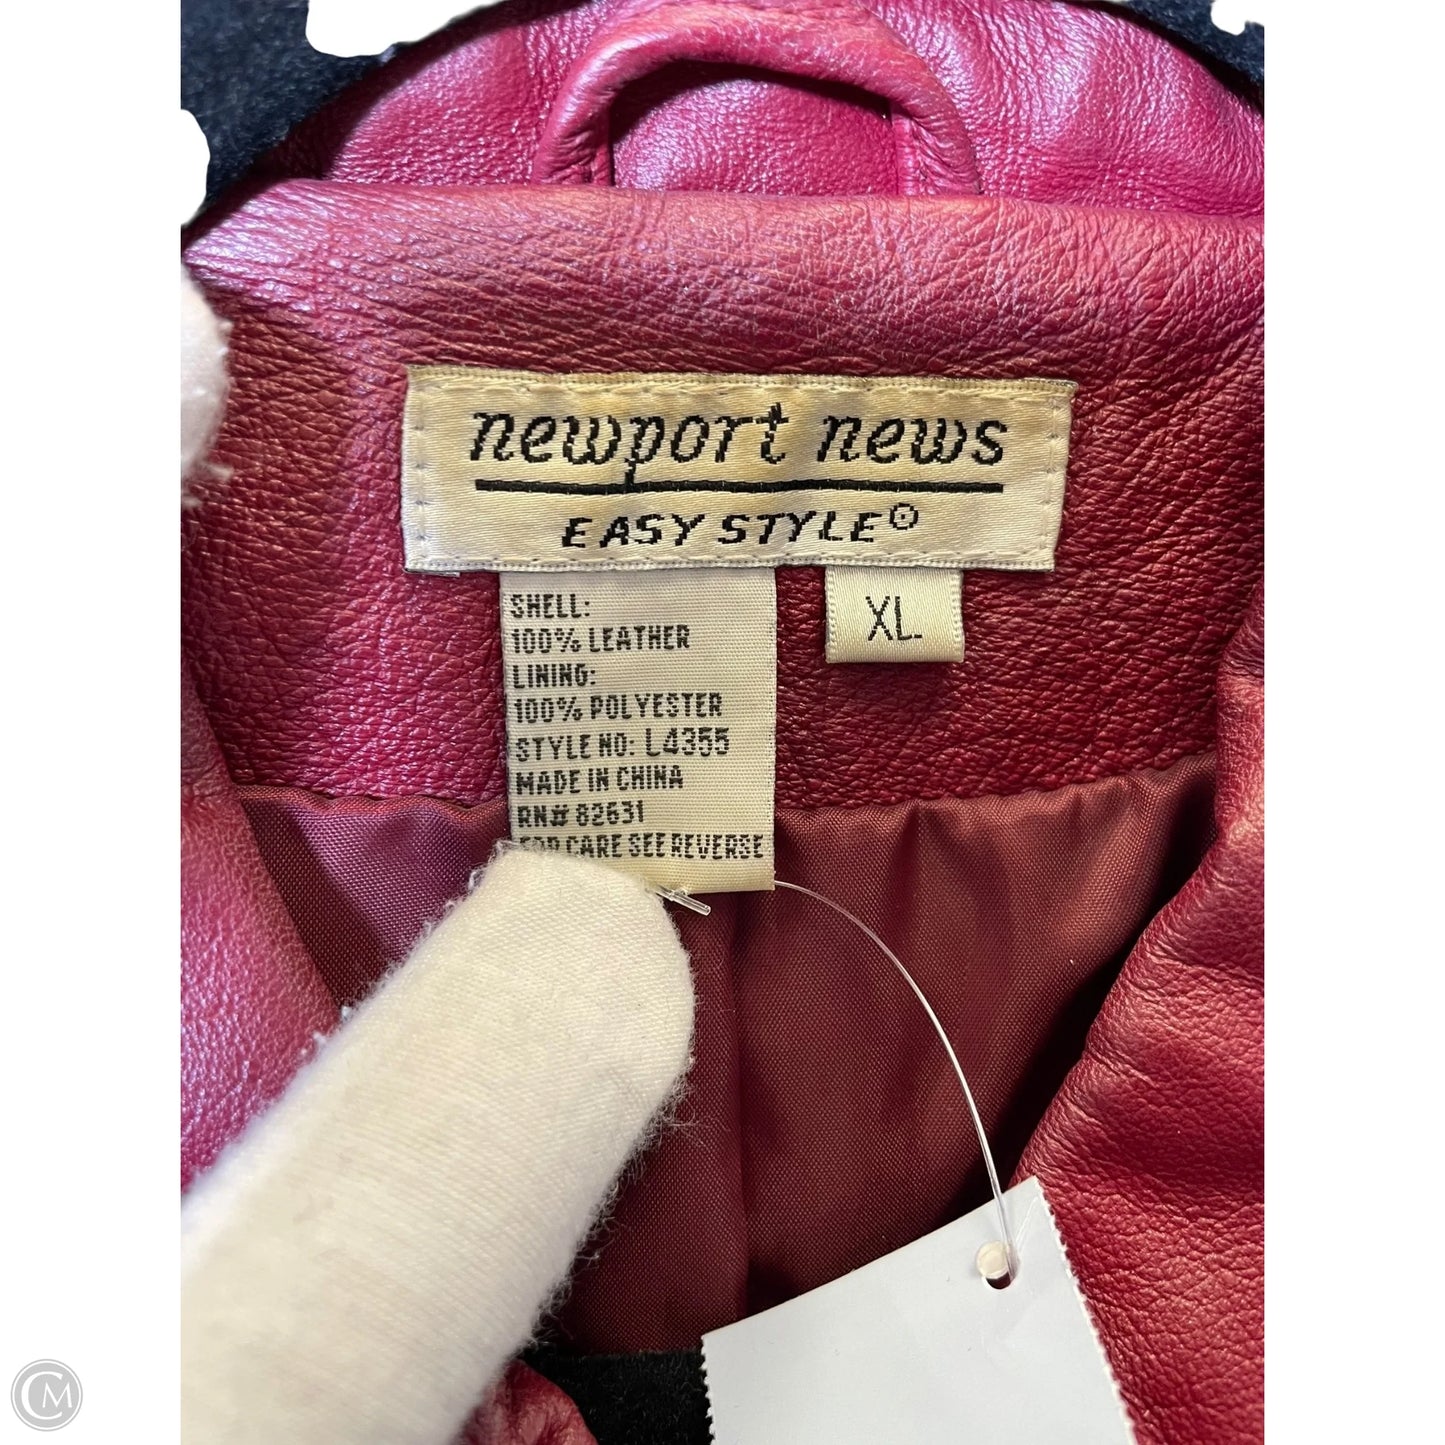 newport news
EASY STYLE®
XL
SHELL:
100% LEATHER
LINING:
100% POLYESTER
STYLE NO: L4355
MADE IN CHINA
RN# 82631
FOR CARE SEE REVERSE
CM